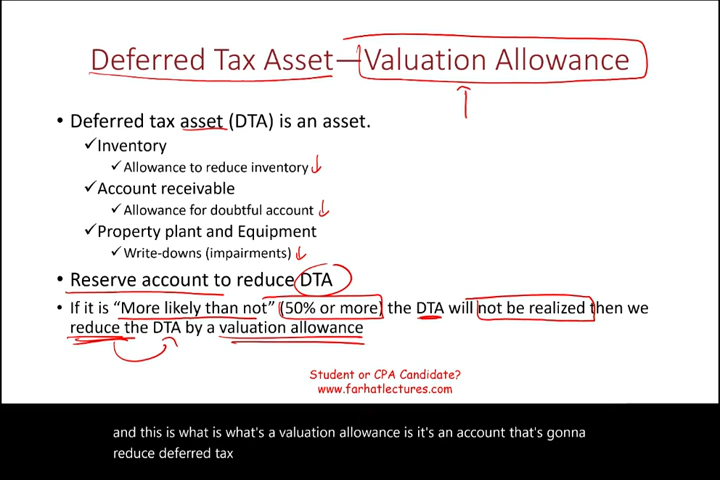 Deferred Tax Asset—Valuation Allowance
• Deferred tax asset (DTA) is an asset.
✓Inventory
✓ Allowance to reduce inventory
✓Account receivable
✓ Allowance for doubtful account
✓Property plant and Equipment
✓ Write-downs (impairments)
• Reserve account to reduce DTA
• If it is “More likely than not” (50% or more) the DTA will not be realized then we
reduce the DTA by a valuation allowance
Student or CPA Candidate?
www.farhatlectures.com
and this is what is what's a valuation allowance is it's an account that's gonna
reduce deferred tax